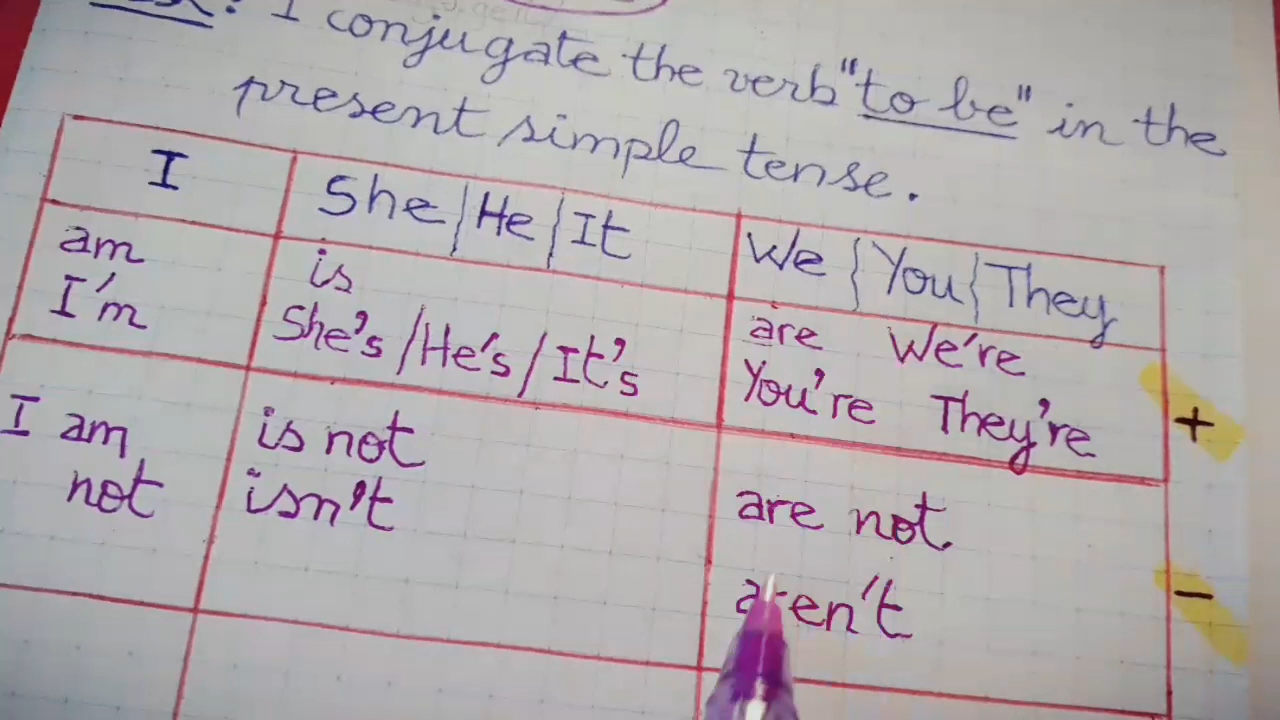 I conjugate the verb "to be" in the
present simple tense.
I
She | He | It
We { You { They
am
I'm
is
She's / He's / It's
are We're
You're They're
+
I am
not
is not
isn't
are not
aren't
-